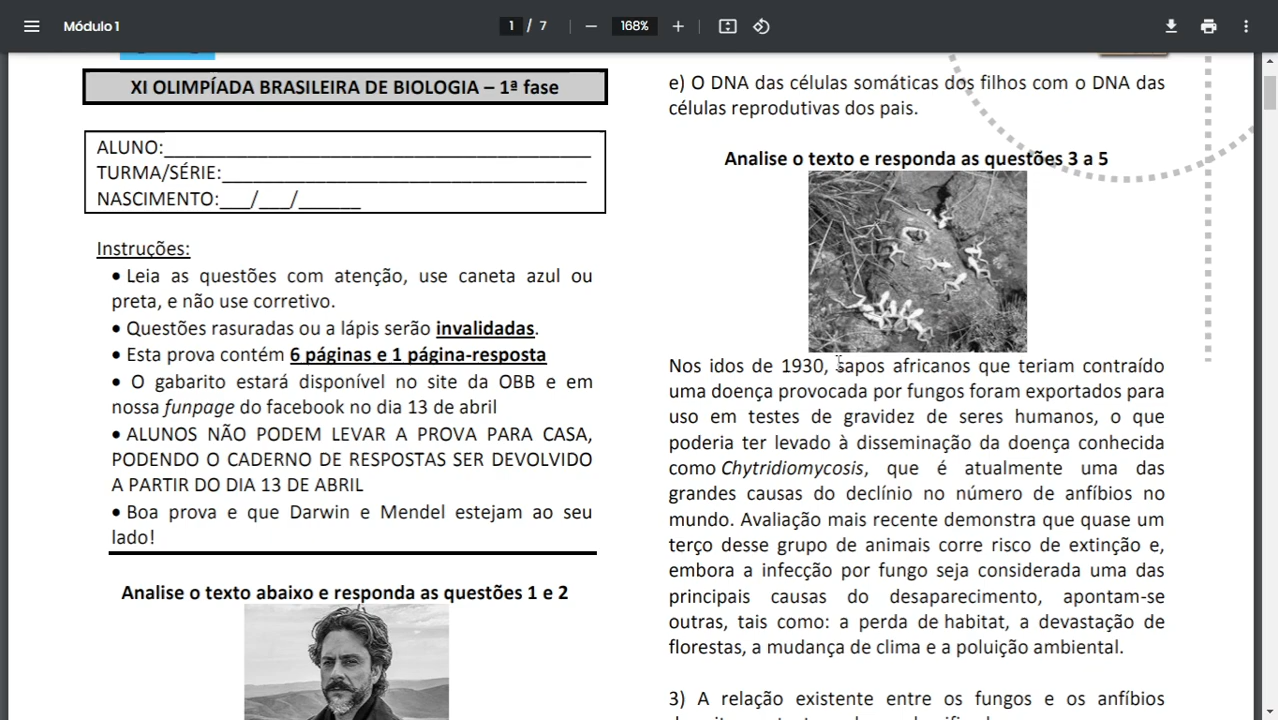 Módulo 1
1 / 7
168%
XI OLIMPÍADA BRASILEIRA DE BIOLOGIA – 1ª fase
ALUNO:
TURMA/SÉRIE:
NASCIMENTO:___/___/______
Instruções:
• Leia as questões com atenção, use caneta azul ou
preta, e não use corretivo.
• Questões rasuradas ou a lápis serão invalidadas.
• Esta prova contém 6 páginas e 1 página-resposta
• O gabarito estará disponível no site da OBB e em
nossa funpage do facebook no dia 13 de abril
• ALUNOS NÃO PODEM LEVAR A PROVA PARA CASA,
PODENDO O CADERNO DE RESPOSTAS SER DEVOLVIDO
A PARTIR DO DIA 13 DE ABRIL
• Boa prova e que Darwin e Mendel estejam ao seu
lado!
Analise o texto abaixo e responda as questões 1 e 2
e) O DNA das células somáticas dos filhos com o DNA das
células reprodutivas dos pais.
Analise o texto e responda as questões 3 a 5
Nos idos de 1930, sapos africanos que teriam contraído
uma doença provocada por fungos foram exportados para
uso em testes de gravidez de seres humanos, o que
poderia ter levado à disseminação da doença conhecida
como Chytridiomycosis, que é atualmente uma das
grandes causas do declínio no número de anfíbios no
mundo. Avaliação mais recente demonstra que quase um
terço desse grupo de animais corre risco de extinção e,
embora a infecção por fungo seja considerada uma das
principais causas do desaparecimento, apontam-se
outras, tais como: a perda de habitat, a devastação de
florestas, a mudança de clima e a poluição ambiental.
3) A relação existente entre os fungos e os anfíbios